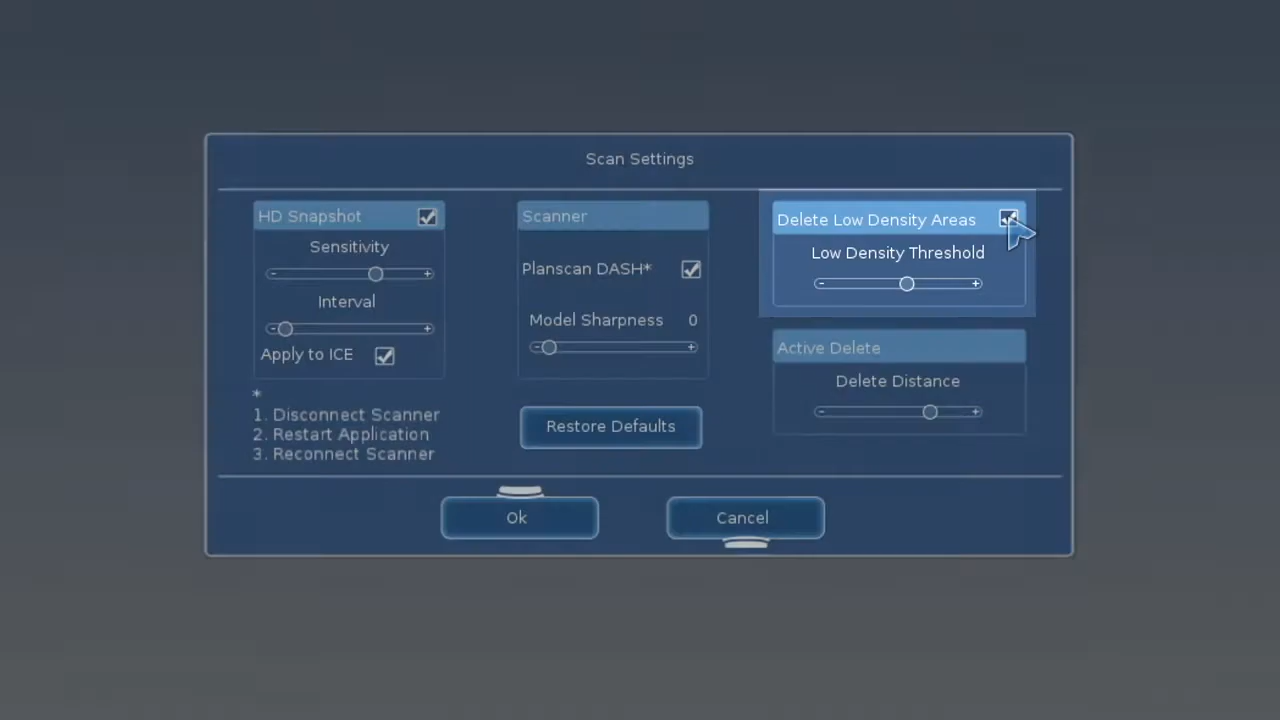 Scan Settings
HD Snapshot
Sensitivity
- +
Interval
- +
Apply to ICE
*
1. Disconnect Scanner
2. Restart Application
3. Reconnect Scanner
Scanner
Planscan DASH*
Model Sharpness 0
- +
Restore Defaults
Delete Low Density Areas
Low Density Threshold
- +
Active Delete
Delete Distance
- +
Ok
Cancel